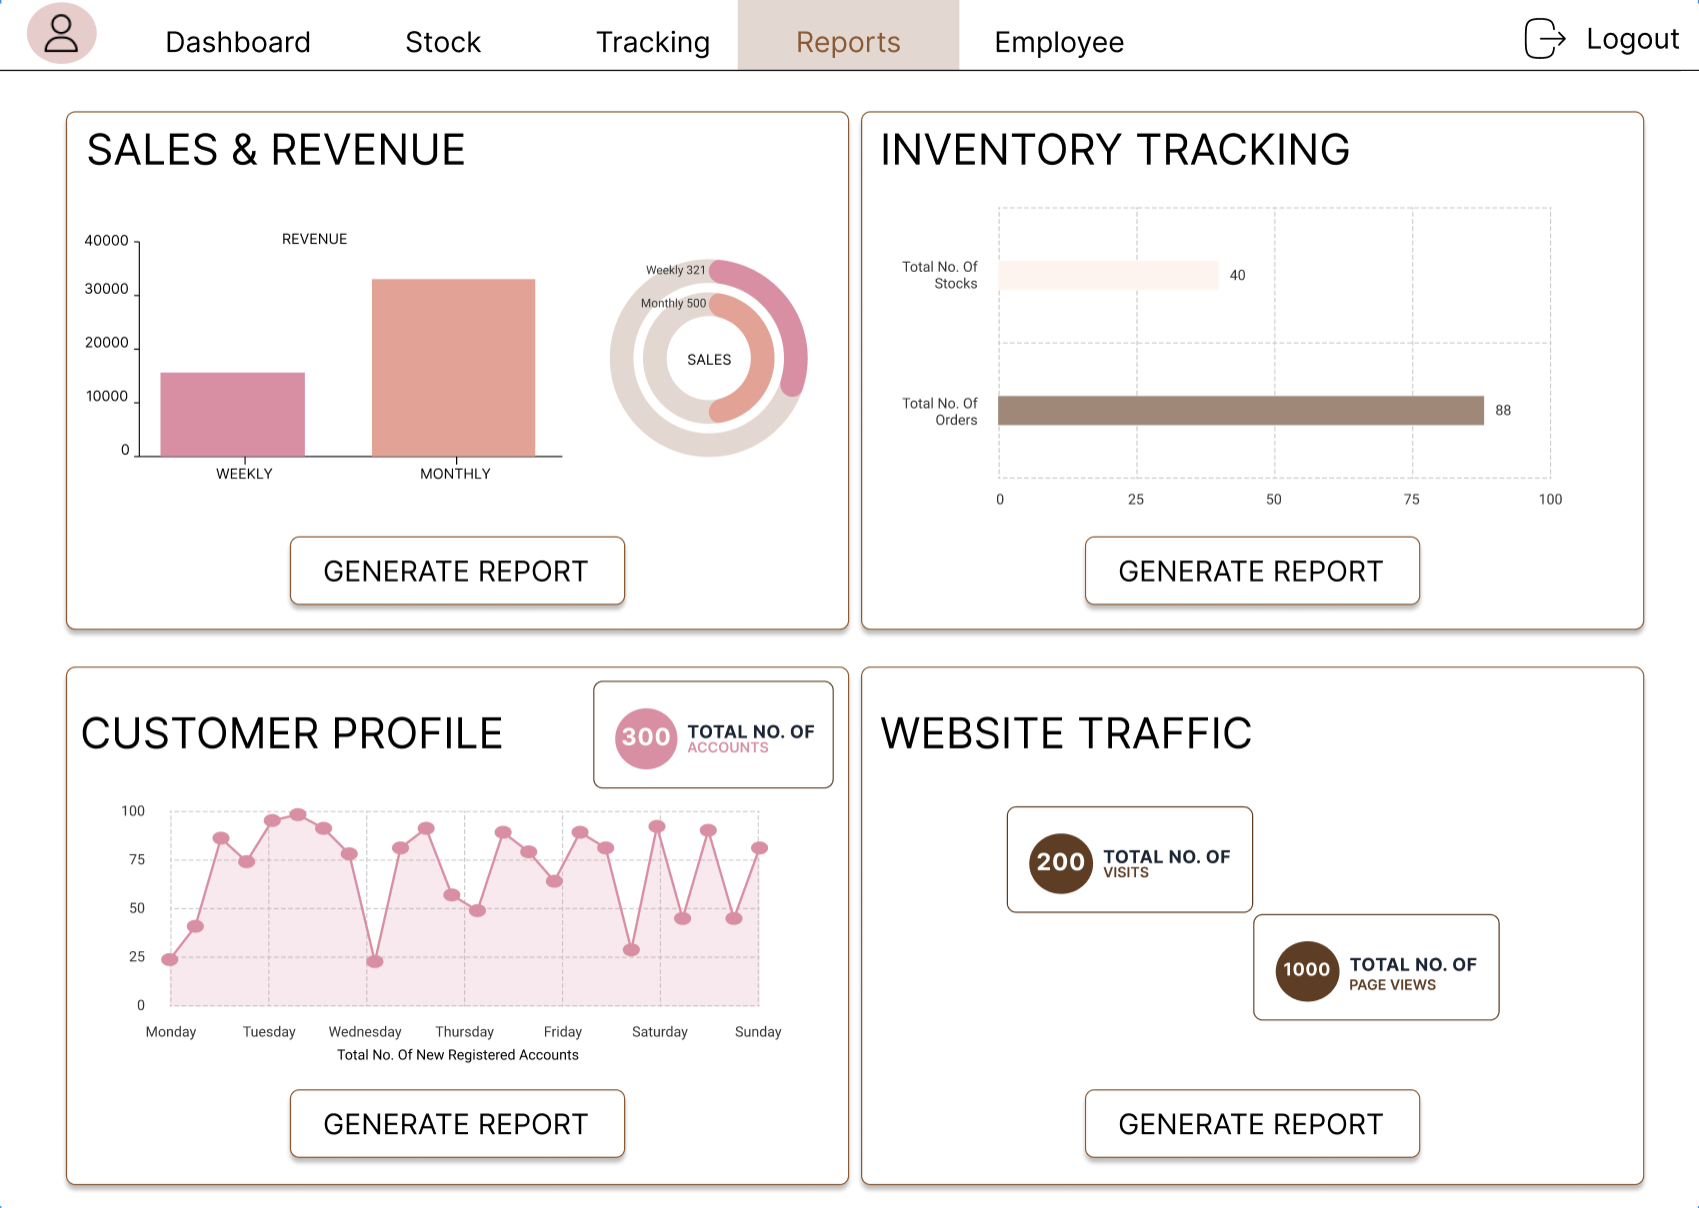 Dashboard
Stock
Tracking
Reports
Employee
Logout
SALES & REVENUE
REVENUE
40000
30000
20000
10000
0
WEEKLY
MONTHLY
Weekly 321
Monthly 500
SALES
GENERATE REPORT
INVENTORY TRACKING
Total No. Of
Stocks
40
Total No. Of
Orders
88
0
25
50
75
100
GENERATE REPORT
CUSTOMER PROFILE
300
TOTAL NO. OF
ACCOUNTS
100
75
50
25
0
Monday
Tuesday
Wednesday
Thursday
Friday
Saturday
Sunday
Total No. Of New Registered Accounts
GENERATE REPORT
WEBSITE TRAFFIC
200
TOTAL NO. OF
VISITS
1000
TOTAL NO. OF
PAGE VIEWS
GENERATE REPORT